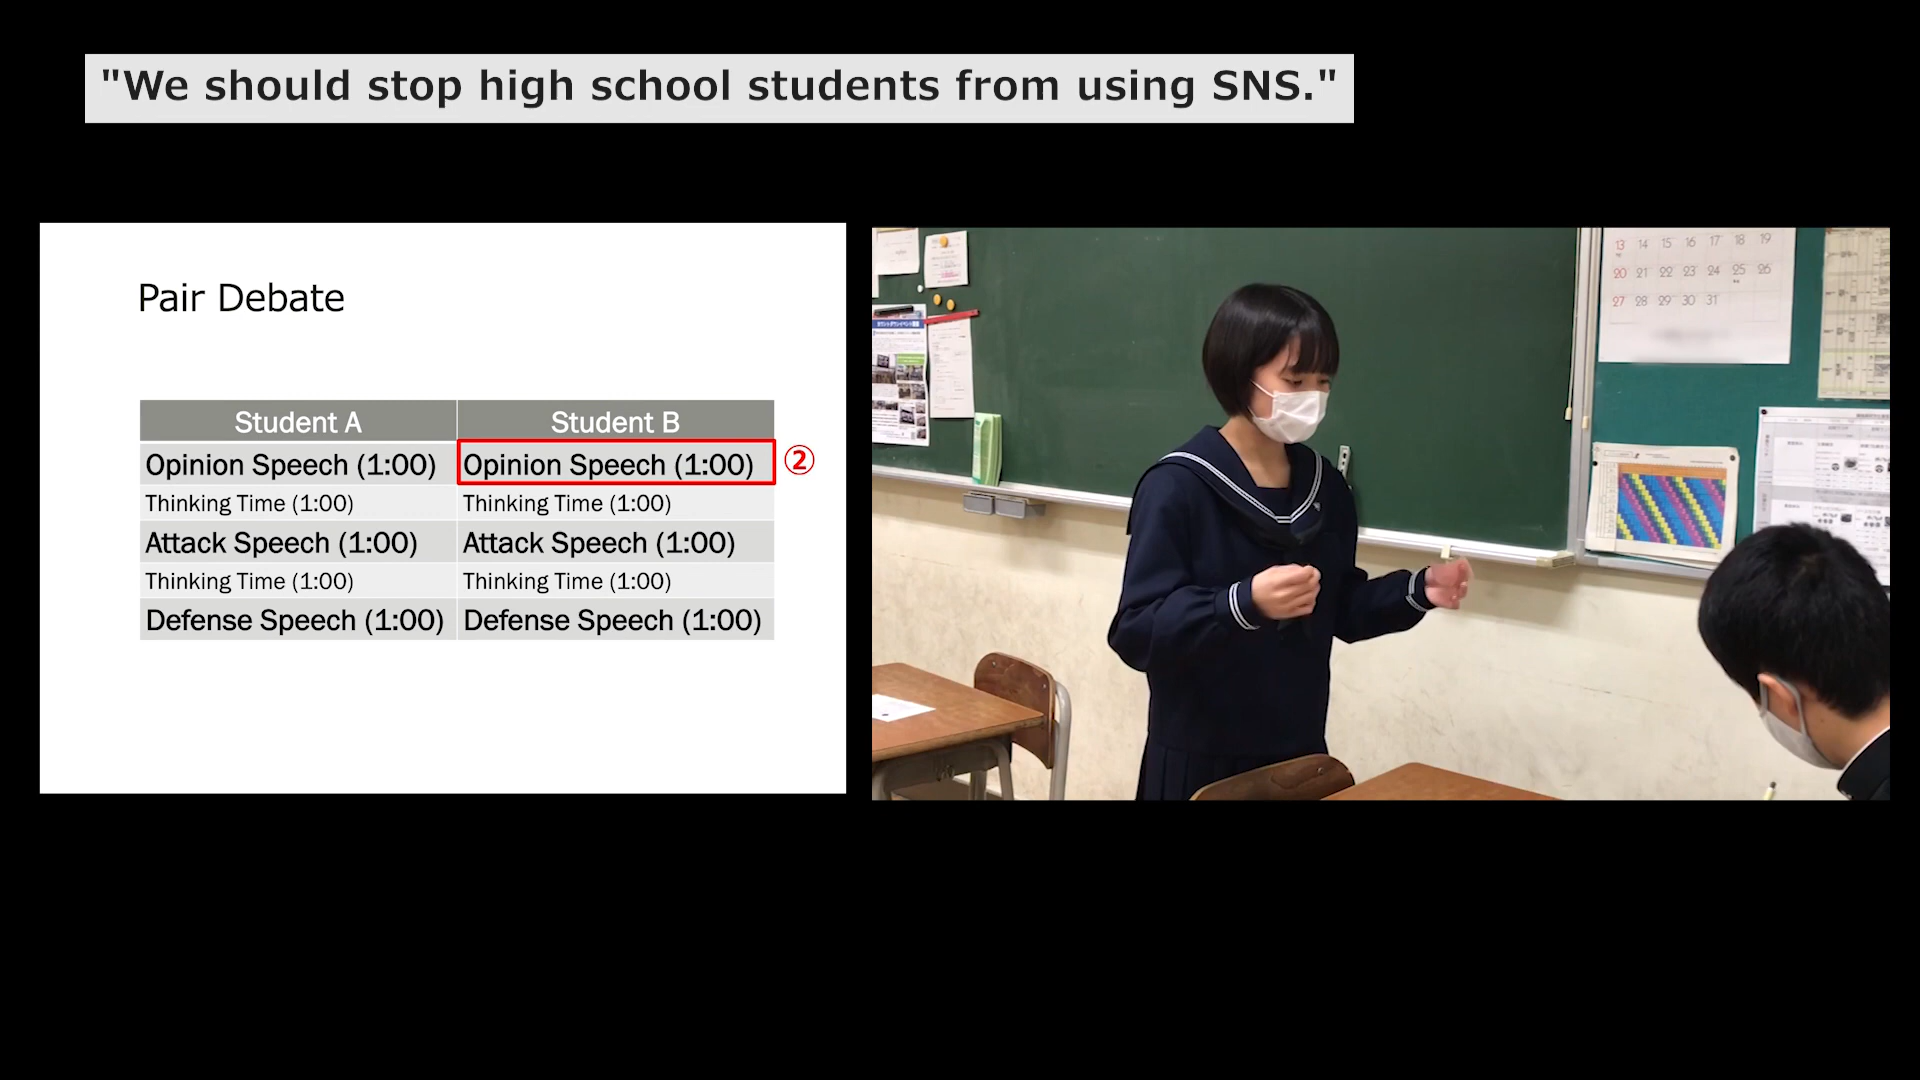 "We should stop high school students from using SNS."
Pair Debate
Student A Student B
Opinion Speech (1:00) Opinion Speech (1:00) ②
Thinking Time (1:00) Thinking Time (1:00)
Attack Speech (1:00) Attack Speech (1:00)
Thinking Time (1:00) Thinking Time (1:00)
Defense Speech (1:00) Defense Speech (1:00)
13 14 15 16 17 18 19
20 21 22 23 24 25 26
27 28 29 30 31